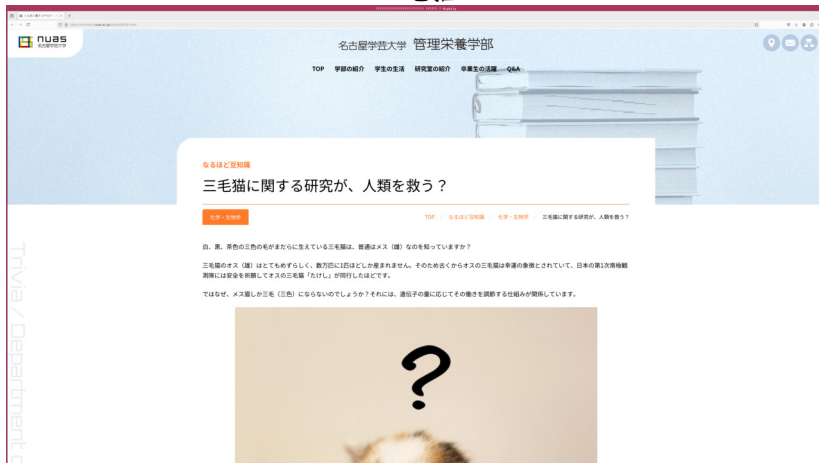 nuas
名古屋学芸大学
名古屋学芸大学 管理栄養学部
TOP 学部の紹介 学生の生活 研究室の紹介 卒業生の活躍 Q&A
なるほど豆知識
三毛猫に関する研究が、人類を救う？
化学・生物学
TOP / なるほど豆知識 / 化学・生物学 / 三毛猫に関する研究が、人類を救う？
白、黒、茶色の三色の毛がまだらに生えている三毛猫は、普通はメス（雌）なのを知っていますか？
三毛猫のオス（雄）はとてもめずらしく、数万匹に1匹ほどしか産まれません。そのため古くからオスの三毛猫は幸運の象徴とされていて、日本の第1次南極観
測隊には安全を祈願してオスの三毛猫「たけし」が同行したほどです。
ではなぜ、メス猫しか三毛（三色）にならないのでしょうか？それには、遺伝子の量に応じてその働きを調節する仕組みが関係しています。
?
Trivia / Department